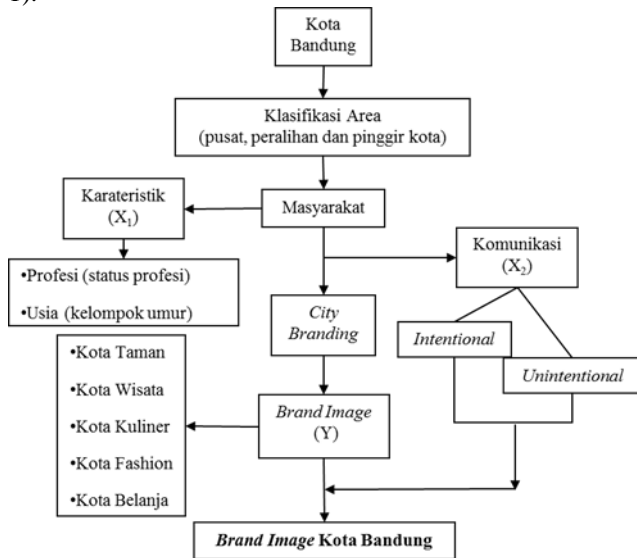 1).
Kota
Bandung
Klasifikasi Area
(pusat, peralihan dan pinggir kota)
Karateristik
(X₁)
Masyarakat
Komunikasi
(X₂)
•Profesi (status profesi)
•Usia (kelompok umur)
City
Branding
Intentional
Unintentional
•Kota Taman
•Kota Wisata
•Kota Kuliner
•Kota Fashion
•Kota Belanja
Brand Image
(Y)
Brand Image Kota Bandung